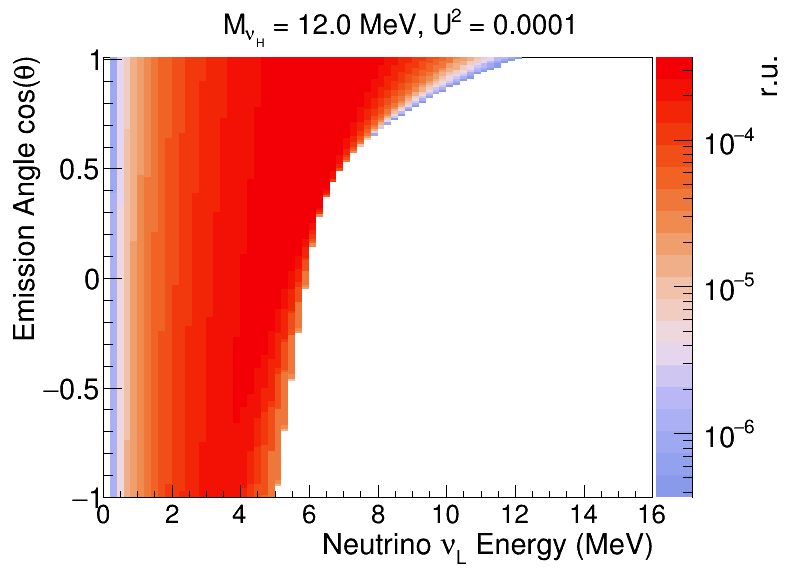 M_{ν_H} = 12.0 MeV, U² = 0.0001
r.u.
Emission Angle cos(θ)
1
0.5
0
−0.5
−1
10⁻⁴
10⁻⁵
10⁻⁶
0 2 4 6 8 10 12 14 16
Neutrino ν_L Energy (MeV)